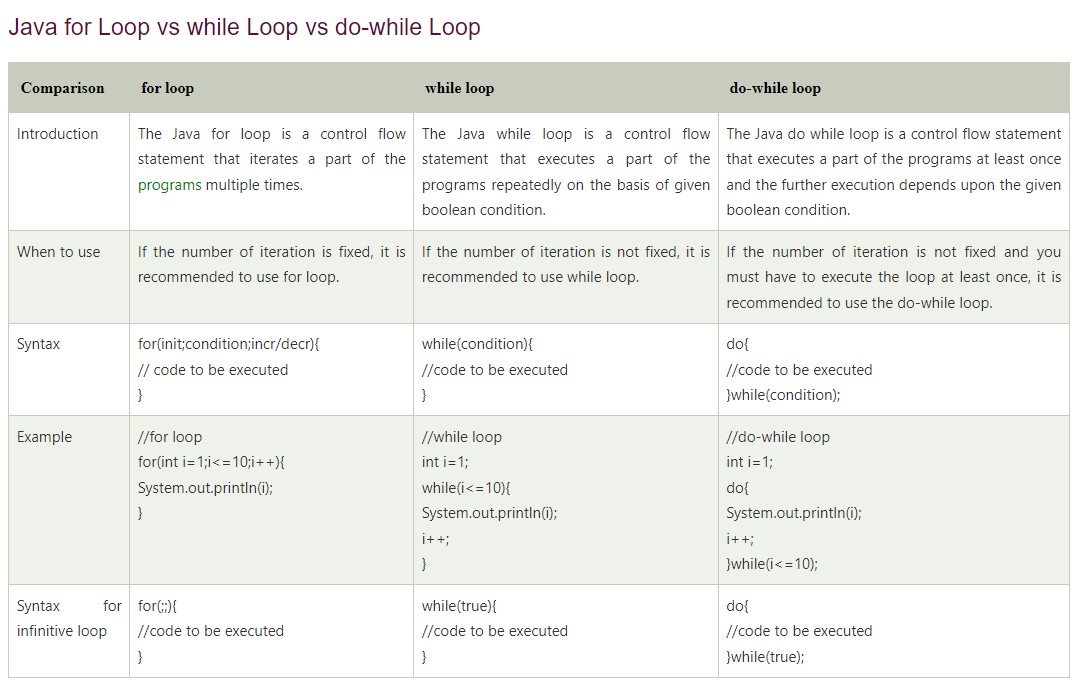 Java for Loop vs while Loop vs do-while Loop
Comparison
for loop
while loop
do-while loop
Introduction
The Java for loop is a control flow
statement that iterates a part of the
programs multiple times.
The Java while loop is a control flow
statement that executes a part of the
programs repeatedly on the basis of given
boolean condition.
The Java do while loop is a control flow statement
that executes a part of the programs at least once
and the further execution depends upon the given
boolean condition.
When to use
If the number of iteration is fixed, it is
recommended to use for loop.
If the number of iteration is not fixed, it is
recommended to use while loop.
If the number of iteration is not fixed and you
must have to execute the loop at least once, it is
recommended to use the do-while loop.
Syntax
for(init;condition;incr/decr){
// code to be executed
}
while(condition){
//code to be executed
}
do{
//code to be executed
}while(condition);
Example
//for loop
for(int i=1;i<=10;i++){
System.out.println(i);
}
//while loop
int i=1;
while(i<=10){
System.out.println(i);
i++;
}
//do-while loop
int i=1;
do{
System.out.println(i);
i++;
}while(i<=10);
Syntax for
infinitive loop
for(;;){
//code to be executed
}
while(true){
//code to be executed
}
do{
//code to be executed
}while(true);